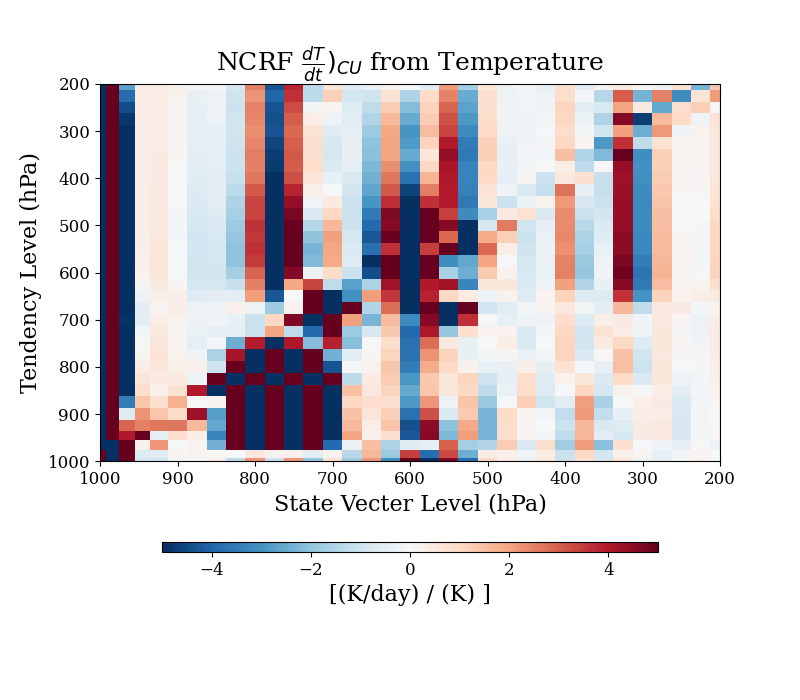 NCRF dT/dt)CU from Temperature
200
300
400
500
600
700
800
900
1000
Tendency Level (hPa)
1000 900 800 700 600 500 400 300 200
State Vecter Level (hPa)
−4 −2 0 2 4
[(K/day) / (K) ]